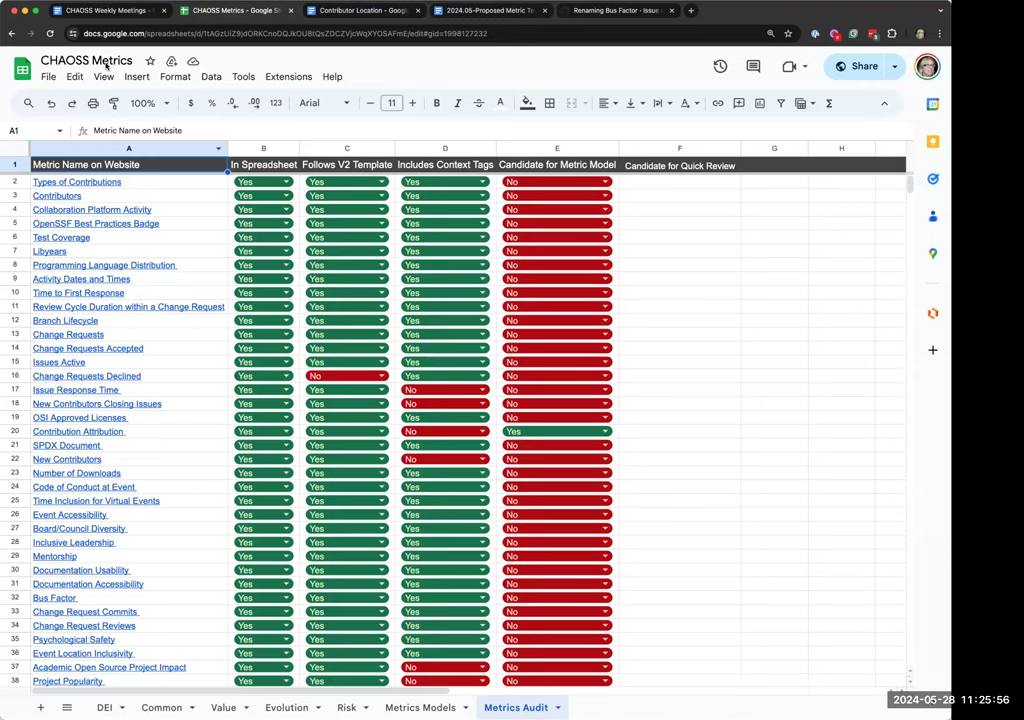 CHAOSS Weekly Meetings -
CHAOSS Metrics - Google Sh
Contributor Location - Googl
2024.05-Proposed Metric Te
Renaming Bus Factor · Issue
docs.google.com/spreadsheets/d/1tAGzUiZ9jdORKCnoDQJkOU8tQsZDCZVjcWqXYOSAFmE/edit#gid=1998127232
CHAOSS Metrics
File Edit View Insert Format Data Tools Extensions Help
Share
100% $ % .0 .00 123 Arial 11 B I S A
A1 Metric Name on Website
A B C D E F G H
1 Metric Name on Website In Spreadsheet Follows V2 Template Includes Context Tags Candidate for Metric Model Candidate for Quick Review
2 Types of Contributions Yes Yes Yes No
3 Contributors Yes Yes Yes No
4 Collaboration Platform Activity Yes Yes Yes No
5 OpenSSF Best Practices Badge Yes Yes Yes No
6 Test Coverage Yes Yes Yes No
7 Libyears Yes Yes Yes No
8 Programming Language Distribution Yes Yes Yes No
9 Activity Dates and Times Yes Yes Yes No
10 Time to First Response Yes Yes Yes No
11 Review Cycle Duration within a Change Request Yes Yes Yes No
12 Branch Lifecycle Yes Yes Yes No
13 Change Requests Yes Yes Yes No
14 Change Requests Accepted Yes Yes Yes No
15 Issues Active Yes Yes Yes No
16 Change Requests Declined Yes No Yes No
17 Issue Response Time Yes Yes No No
18 New Contributors Closing Issues Yes Yes No No
19 OSI Approved Licenses Yes Yes Yes No
20 Contribution Attribution Yes Yes No Yes
21 SPDX Document Yes Yes Yes No
22 New Contributors Yes Yes No No
23 Number of Downloads Yes Yes Yes No
24 Code of Conduct at Event Yes Yes Yes No
25 Time Inclusion for Virtual Events Yes Yes Yes No
26 Event Accessibility Yes Yes Yes No
27 Board/Council Diversity Yes Yes Yes No
28 Inclusive Leadership Yes Yes Yes No
29 Mentorship Yes Yes Yes No
30 Documentation Usability Yes Yes Yes No
31 Documentation Accessibility Yes Yes Yes No
32 Bus Factor Yes Yes Yes No
33 Change Request Commits Yes Yes Yes No
34 Change Request Reviews Yes Yes Yes No
35 Psychological Safety Yes Yes Yes No
36 Event Location Inclusivity Yes Yes Yes No
37 Academic Open Source Project Impact Yes Yes No No
38 Project Popularity Yes Yes No No
DEI Common Value Evolution Risk Metrics Models Metrics Audit
2024-05-28 11:25:56